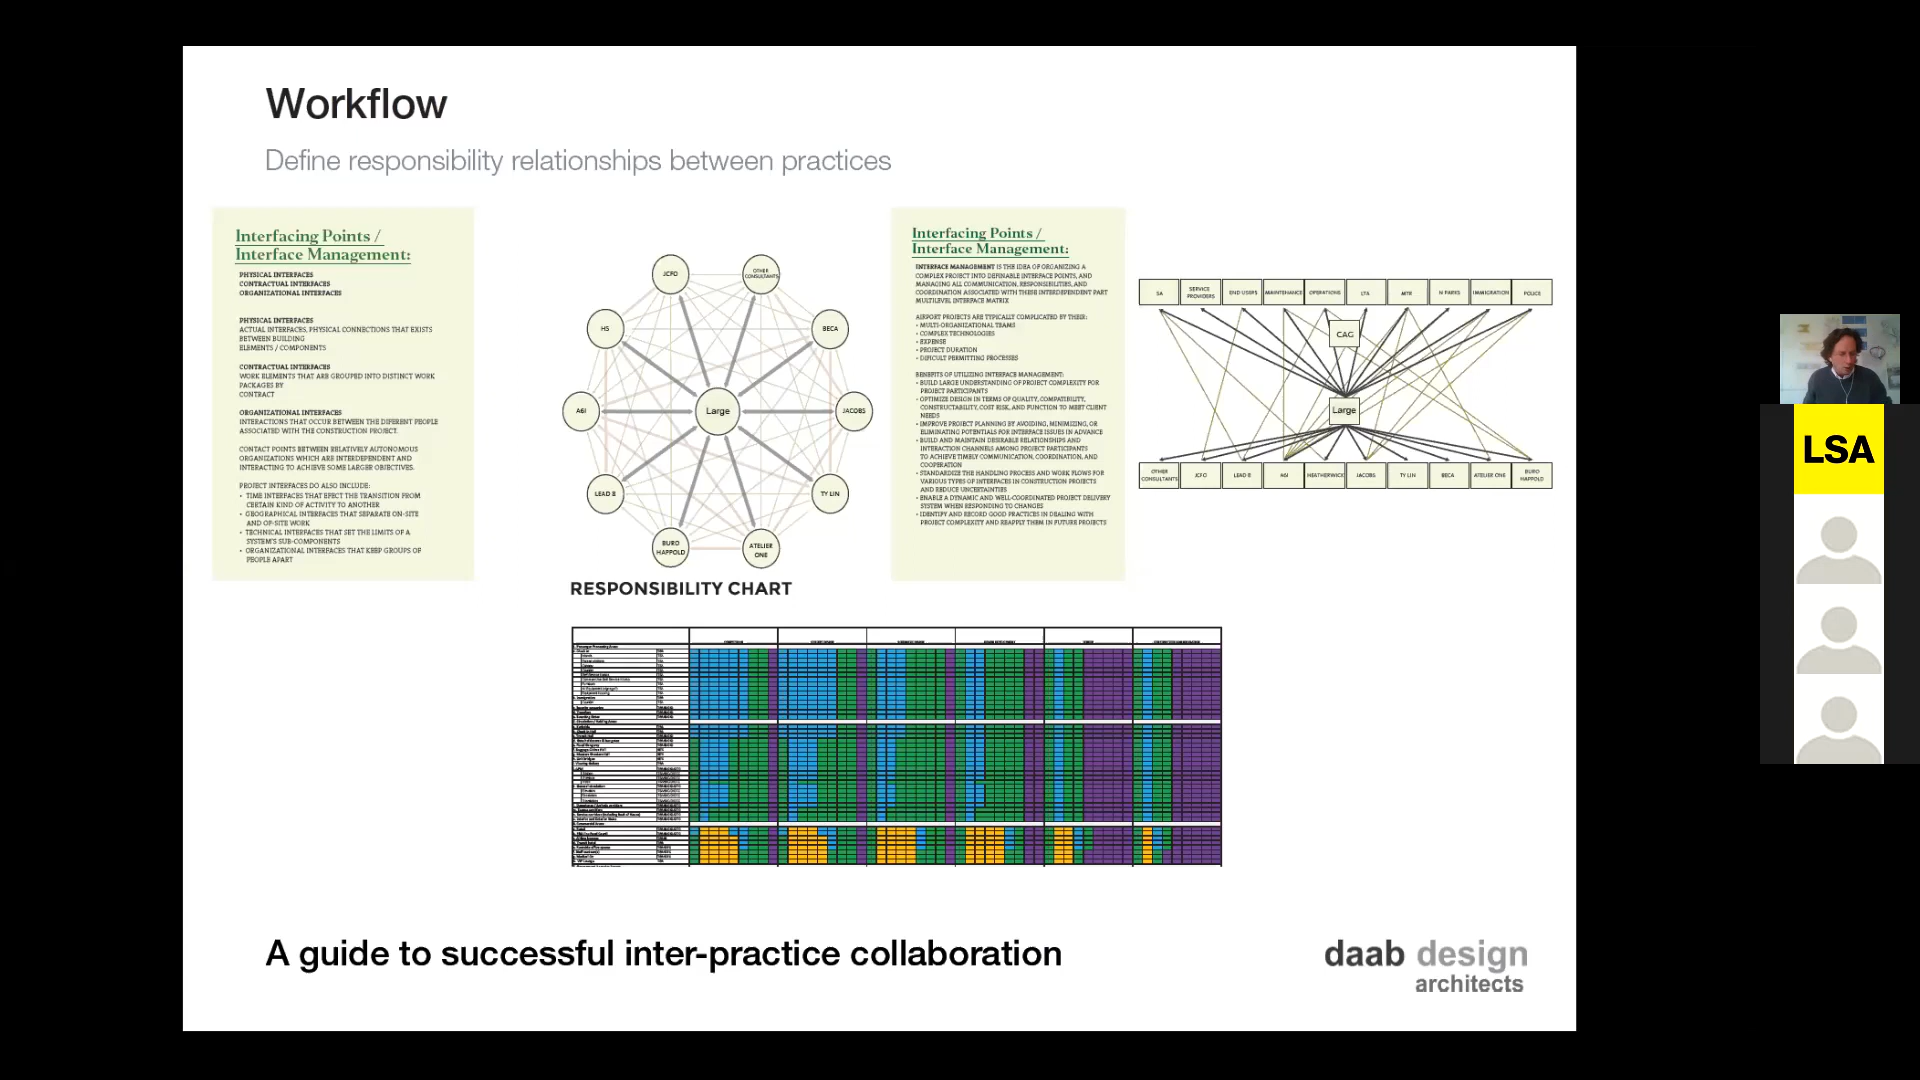 Workflow
Define responsibility relationships between practices
Interfacing Points /
Interface Management:
PHYSICAL INTERFACES
CONTRACTUAL INTERFACES
ORGANIZATIONAL INTERFACES
PHYSICAL INTERFACES
ACTUAL INTERFACES, PHYSICAL CONNECTIONS THAT EXISTS
BETWEEN BUILDING
ELEMENTS / COMPONENTS
CONTRACTUAL INTERFACES
WORK ELEMENTS THAT ARE GROUPED INTO DISTINCT WORK
PACKAGES BY
CONTRACT
ORGANIZATIONAL INTERFACES
INTERACTIONS THAT OCCUR BETWEEN THE DIFERENT PEOPLE
ASSOCIATED WITH THE CONSTRUCTION PROJECT.
CONTACT POINTS BETWEEN RELATIVELY AUTONOMOUS
ORGANIZATIONS WHICH ARE INTERDEPENDENT AND
INTERACTING TO ACHIEVE SOME LARGER OBJECTIVES.
PROJECT INTERFACES DO ALSO INCLUDE:
• TIME INTERFACES THAT EFECT THE TRANSITION FROM
CERTAIN KIND OF ACTIVITY TO ANOTHER
• GEOGRAPHICAL INTERFACES THAT SEPARATE ON-SITE
AND OP-SITE WORK
• TECHNICAL INTERFACES THAT SET THE LIMITS OF A
SYSTEM'S SUB-COMPONENTS
• ORGANIZATIONAL INTERFACES THAT KEEP GROUPS OF
PEOPLE APART
JCFO
OTHER
CONSULTANTS
HS
BECA
A6I
Large
JACOBS
LEAD 8
TY LIN
BURO
HAPPOLD
ATELIER
ONE
Interfacing Points /
Interface Management:
INTERFACE MANAGEMENT IS THE IDEA OF ORGANIZING A
COMPLEX PROJECT INTO DEFINABLE INTERFACE POINTS, AND
MANAGING ALL COMMUNICATION, RESPONSIBILITIES, AND
COORDINATION ASSOCIATED WITH THESE INTERDEPENDENT PART
MULTILEVEL INTERFACE MATRIX
AIRPORT PROJECTS ARE TYPICALLY COMPLICATED BY THEIR:
• MULTI-ORGANIZATIONAL TEAMS
• COMPLEX TECHNOLOGIES
• EXPENSE
• PROJECT DURATION
• DIFICULT PERMITTING PROCESSES
BENEFITS OF UTILIZING INTERFACE MANAGEMENT:
• BUILD LARGE UNDERSTANDING OF PROJECT COMPLEXITY FOR
PROJECT PARTICIPANTS
• OPTIMIZE DESIGN IN TERMS OF QUALITY, COMPATIBILITY,
CONSTRUCTABILITY, COST RISK, AND FUNCTION TO MEET CLIENT
NEEDS
• IMPROVE PROJECT PLANNING BY AVOIDING, MINIMIZING, OR
ELIMINATING POTENTIALS FOR INTERFACE ISSUES IN ADVANCE
• BUILD AND MAINTAIN DESIRABLE RELATIONSHIPS AND
INTERACTION CHANNELS AMONG PROJECT PARTICIPANTS
TO ACHIEVE TIMELY COMMUNICATION, COORDINATION, AND
COOPERATION
• STANDARDIZE THE HANDLING PROCESS AND WORK FLOWS FOR
VARIOUS TYPES OF INTERFACES IN CONSTRUCTION PROJECTS
AND REDUCE UNCERTAINTIES
• ENABLE A DYNAMIC AND WELL-COORDINATED PROJECT DELIVERY
SYSTEM WHEN RESPONDING TO CHANGES
• IDENTIFY AND RECORD GOOD PRACTICES IN DEALING WITH
PROJECT COMPLEXITY AND REAPPLY THEM IN FUTURE PROJECTS
SA
SERVICE
PROVIDERS
END USERS
MAINTENANCE
OPERATIONS
LTA
MTR
N PARKS
IMMIGRATION
POLICE
CAG
Large
OTHER
CONSULTANTS
JCFO
LEAD 8
A6I
HEATHERWICK
JACOBS
TY LIN
BECA
ATELIER ONE
BURO
HAPPOLD
RESPONSIBILITY CHART
A guide to successful inter-practice collaboration
daab design
architects
LSA